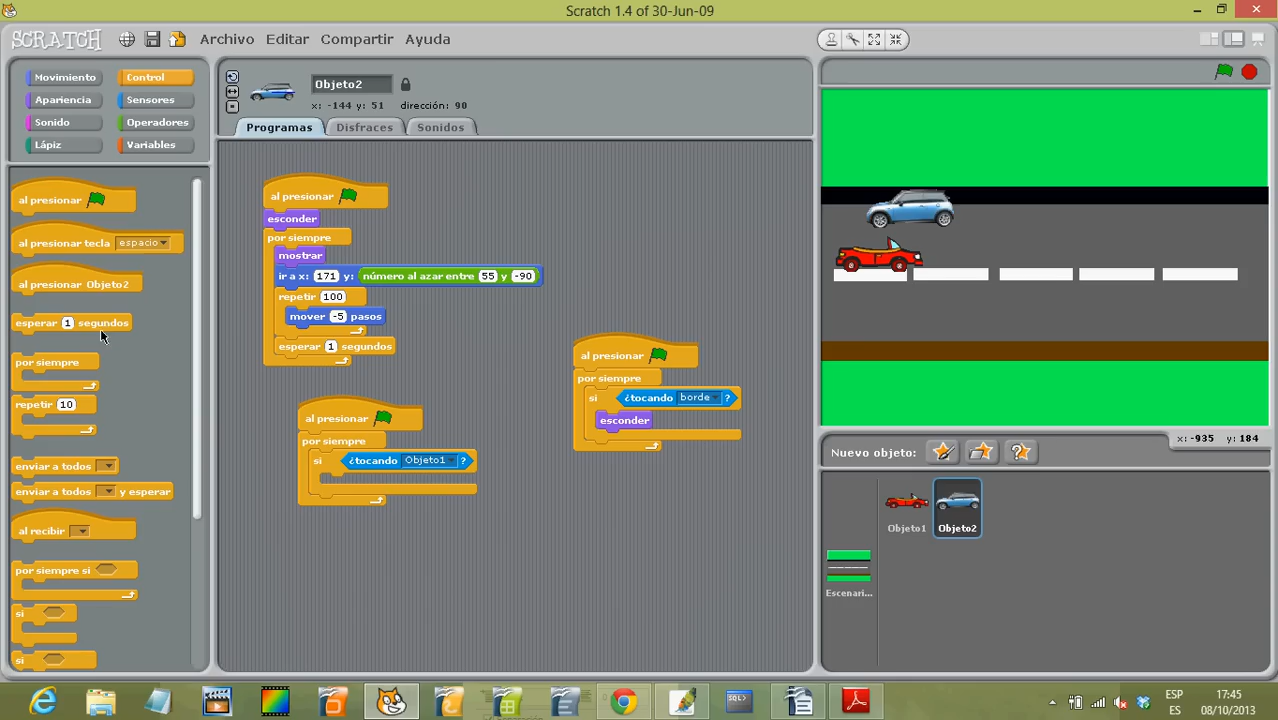 Scratch 1.4 of 30-Jun-09
SCRATCH
Archivo Editar Compartir Ayuda
Movimiento Control
Apariencia Sensores
Sonido Operadores
Lápiz Variables
Objeto2
x: -144 y: 51 dirección: 90
Programas Disfraces Sonidos
al presionar
al presionar tecla espacio
al presionar Objeto2
esperar 1 segundos
por siempre
repetir 10
enviar a todos
enviar a todos y esperar
al recibir
por siempre si
si
si
al presionar
esconder
por siempre
mostrar
ir a x: 171 y: número al azar entre 55 y -90
repetir 100
mover -5 pasos
esperar 1 segundos
al presionar
por siempre
si ¿tocando Objeto1 ?
al presionar
por siempre
si ¿tocando borde ?
esconder
x: -935 y: 184
Nuevo objeto:
Objeto1 Objeto2
Escenari...
SQL
ESP
ES
17:45
08/10/2013